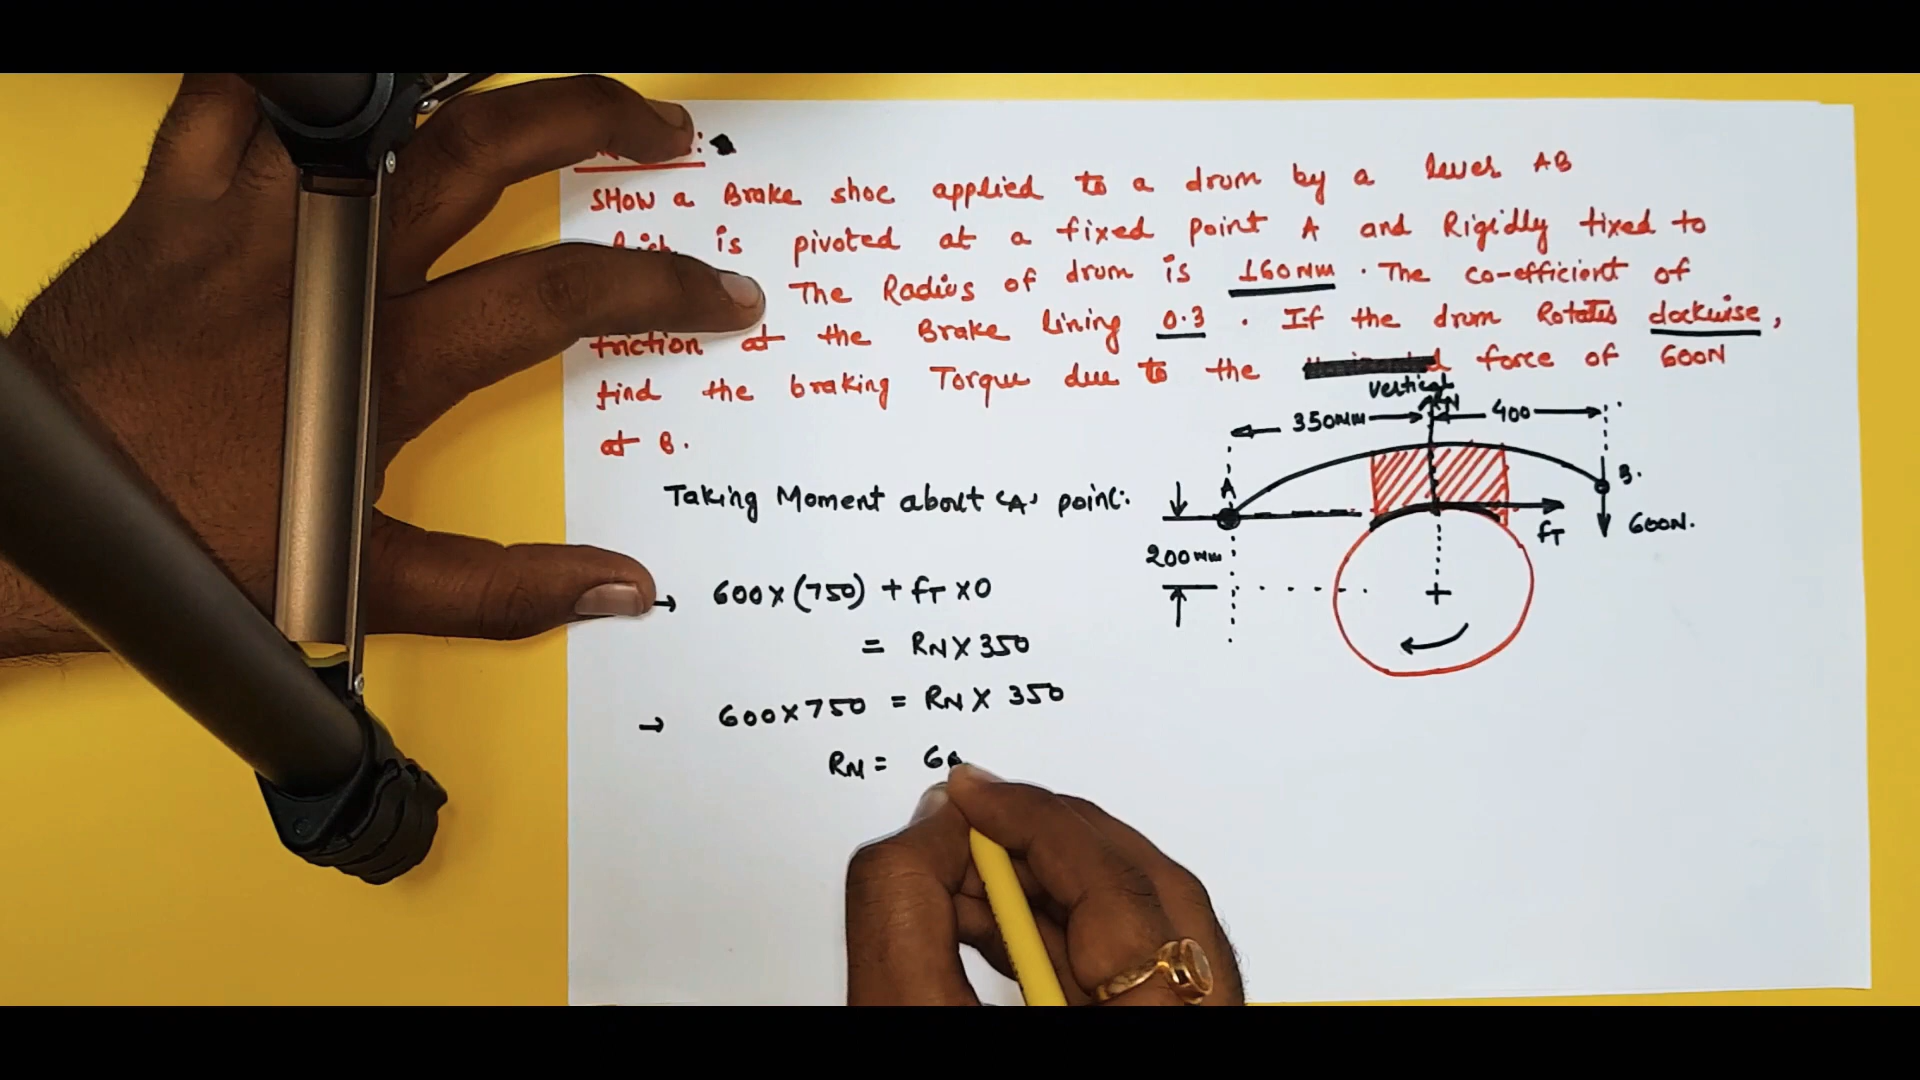 SHOW a Brake shoe applied to a drum by a lever AB
is pivoted at a fixed point A and Rigidly fixed to
The Radius of drum is 160MM . The co-efficient of
friction at the Brake lining 0.3 . If the drum Rotates clockwise,
find the braking Torque due to the force of 600N
vertical
at B.
Taking Moment about 'A' point:
→ 600×(750) + fT ×0
= RN × 350
→ 600×750 = RN × 350
RN = 60
350MM
400
A
B.
600N.
fT
200mm